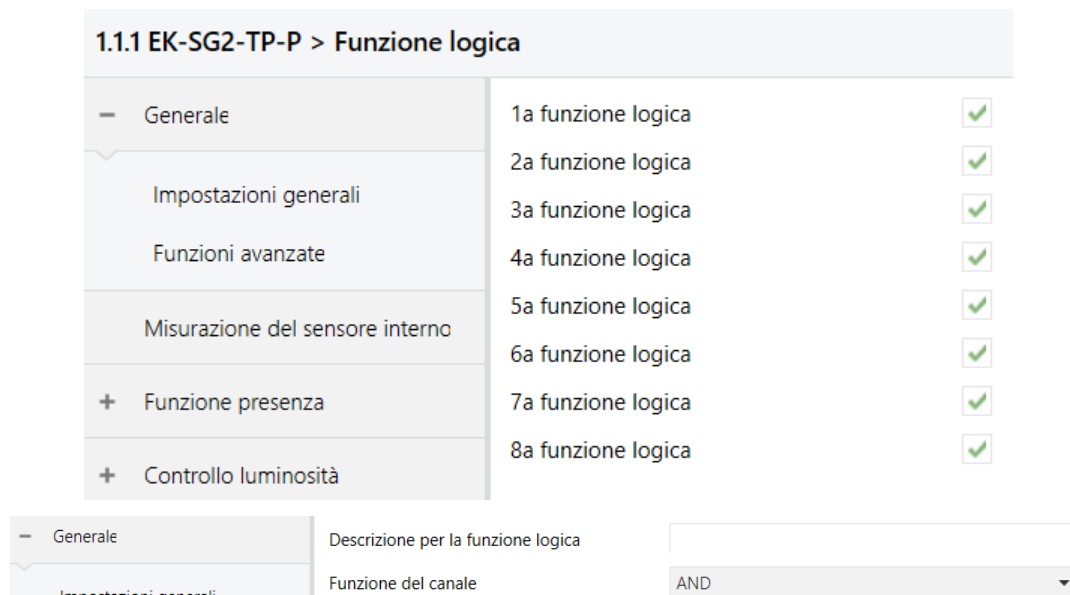 1.1.1 EK-SG2-TP-P > Funzione logica
Generale
Impostazioni generali
Funzioni avanzate
Misurazione del sensore interno
Funzione presenza
Controllo luminosità
1a funzione logica
2a funzione logica
3a funzione logica
4a funzione logica
5a funzione logica
6a funzione logica
7a funzione logica
8a funzione logica
Generale
Impostazioni generali
Descrizione per la funzione logica
Funzione del canale AND